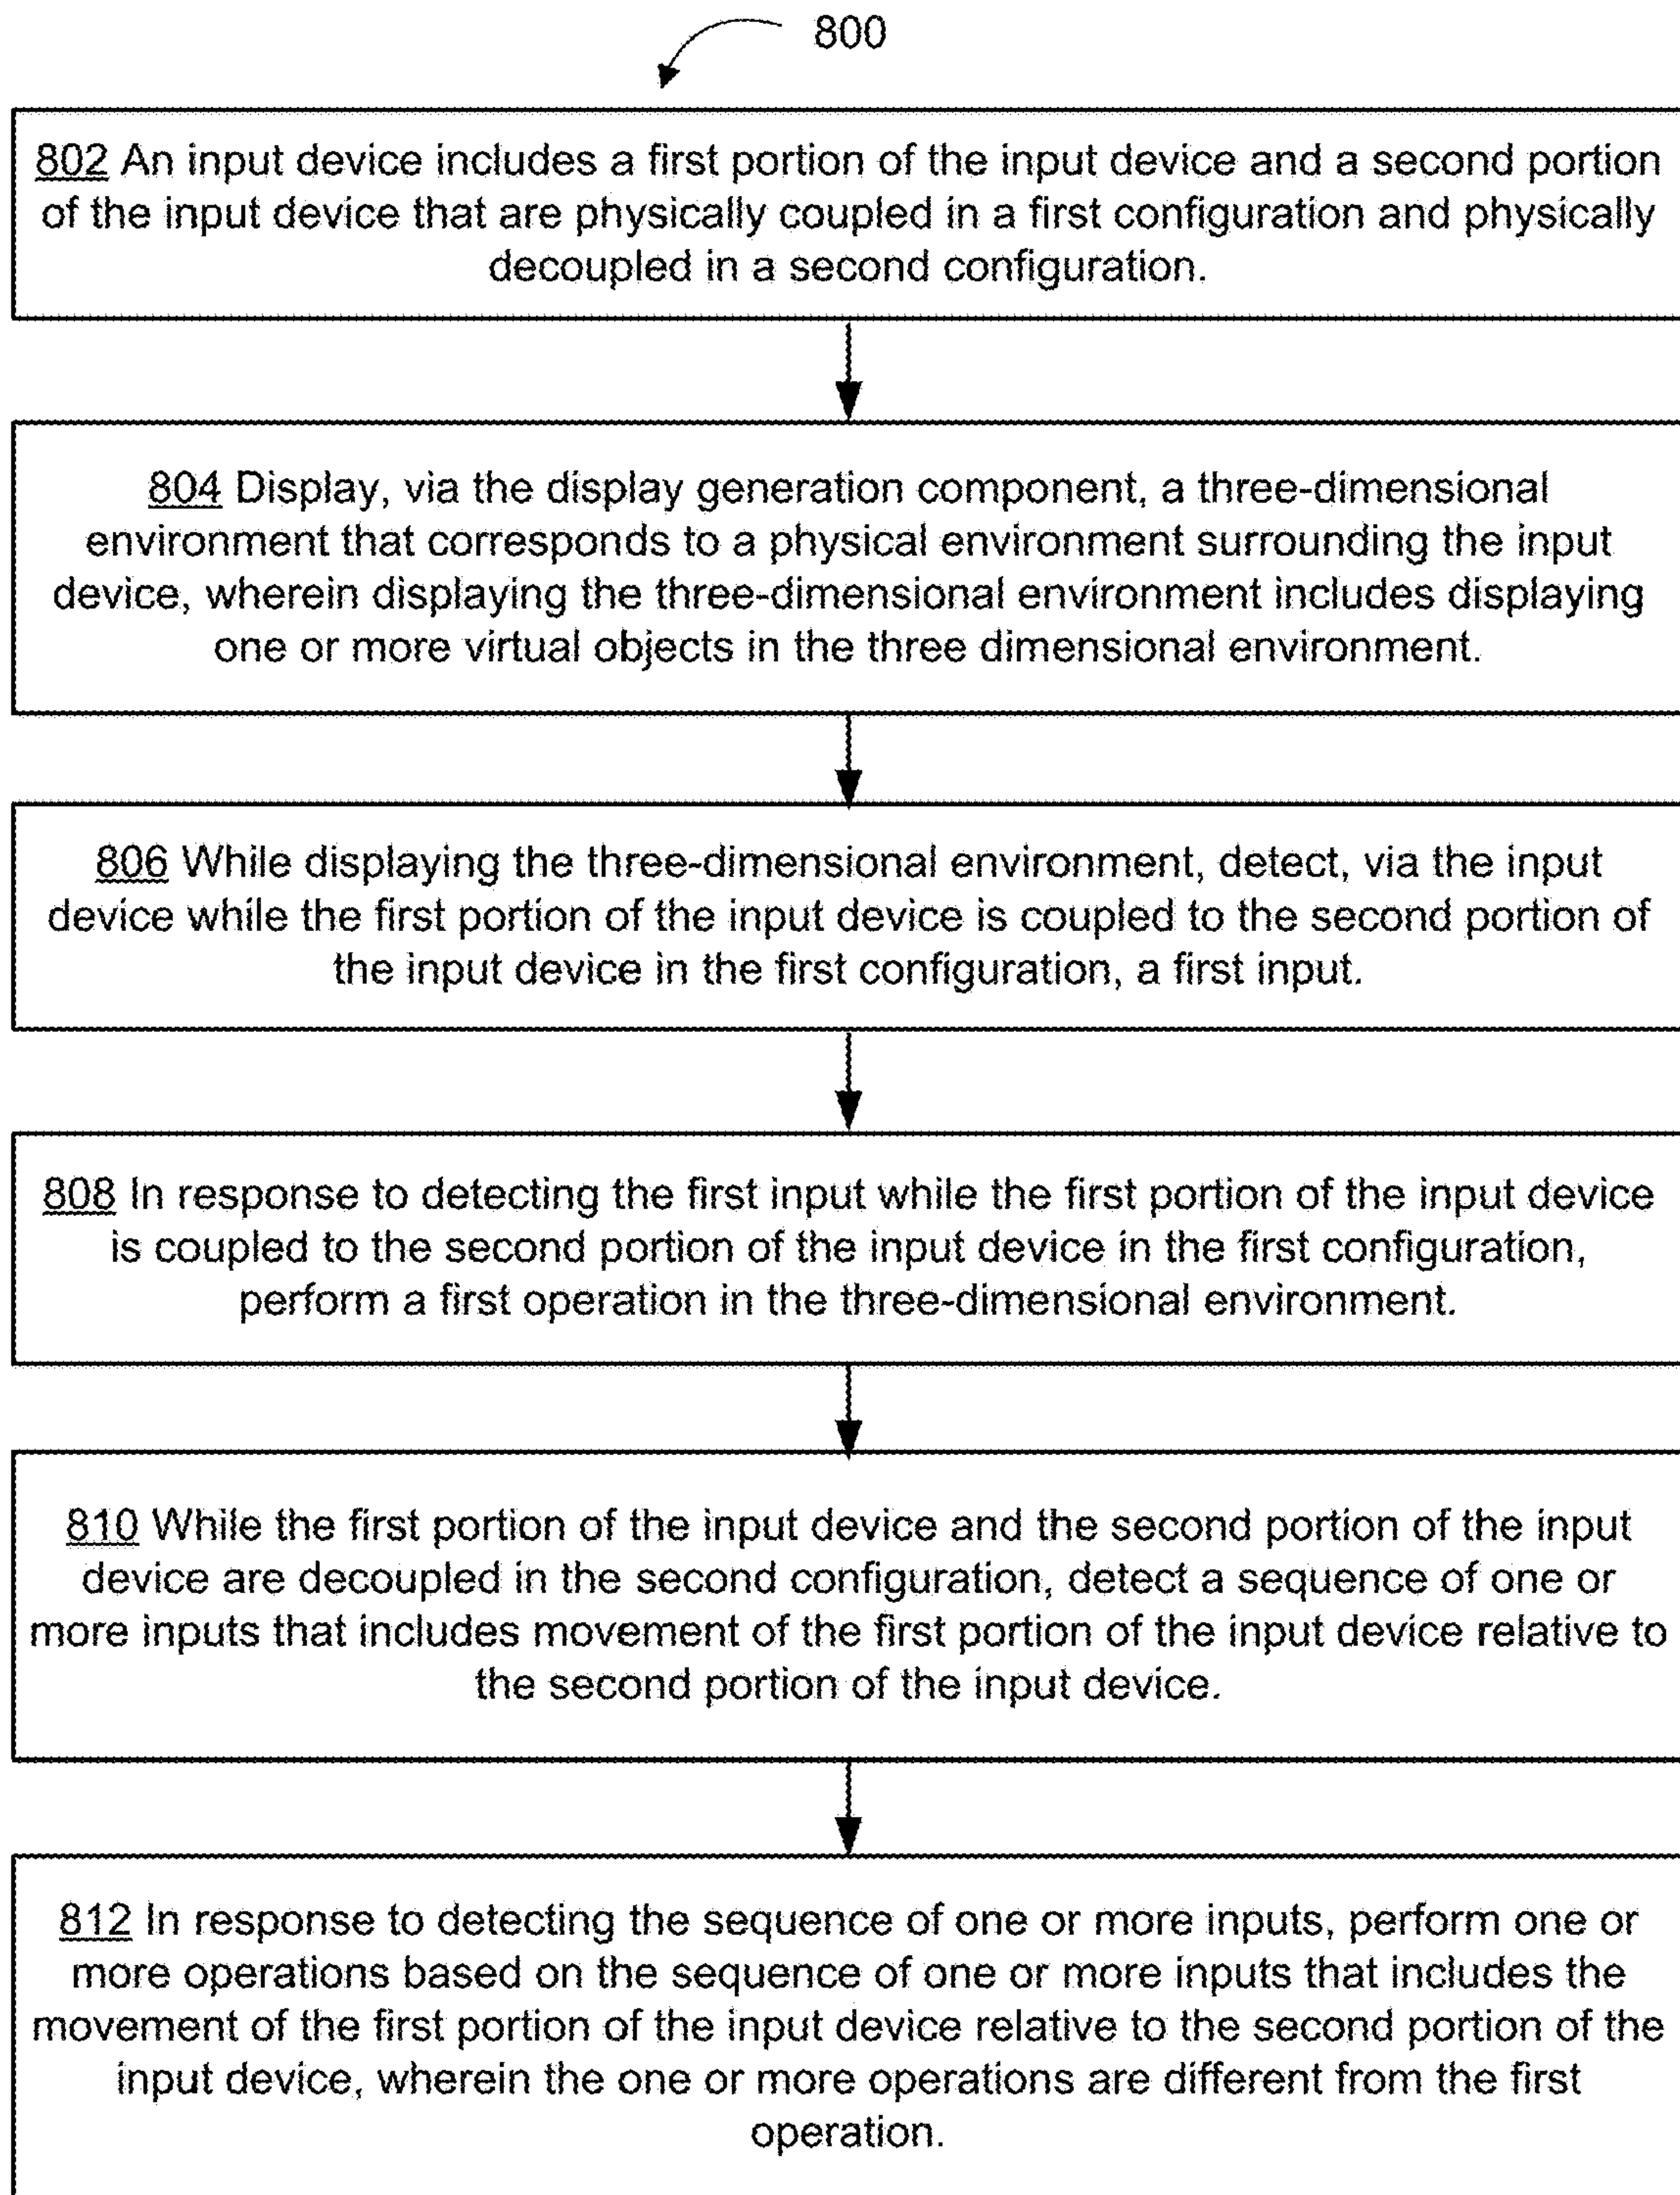 800
802 An input device includes a first portion of the input device and a second portion
of the input device that are physically coupled in a first configuration and physically
decoupled in a second configuration.
804 Display, via the display generation component, a three-dimensional
environment that corresponds to a physical environment surrounding the input
device, wherein displaying the three-dimensional environment includes displaying
one or more virtual objects in the three dimensional environment.
806 While displaying the three-dimensional environment, detect, via the input
device while the first portion of the input device is coupled to the second portion of
the input device in the first configuration, a first input.
808 In response to detecting the first input while the first portion of the input device
is coupled to the second portion of the input device in the first configuration,
perform a first operation in the three-dimensional environment.
810 While the first portion of the input device and the second portion of the input
device are decoupled in the second configuration, detect a sequence of one or
more inputs that includes movement of the first portion of the input device relative to
the second portion of the input device.
812 In response to detecting the sequence of one or more inputs, perform one or
more operations based on the sequence of one or more inputs that includes the
movement of the first portion of the input device relative to the second portion of the
input device, wherein the one or more operations are different from the first
operation.